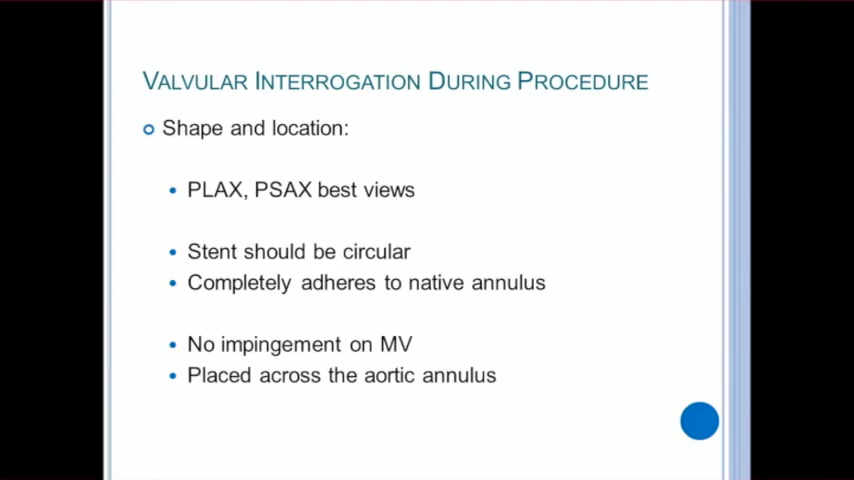 VALVULAR INTERROGATION DURING PROCEDURE
Shape and location:
PLAX, PSAX best views
Stent should be circular
Completely adheres to native annulus
No impingement on MV
Placed across the aortic annulus